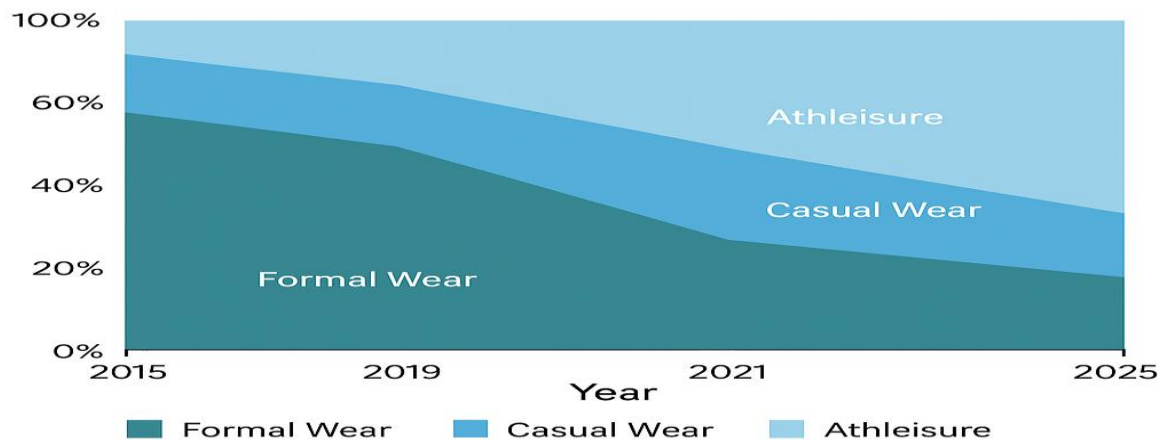 100%
60%
40%
20%
0%
Athleisure
Casual Wear
Formal Wear
2015 2019 2021 2025
Year
Formal Wear Casual Wear Athleisure